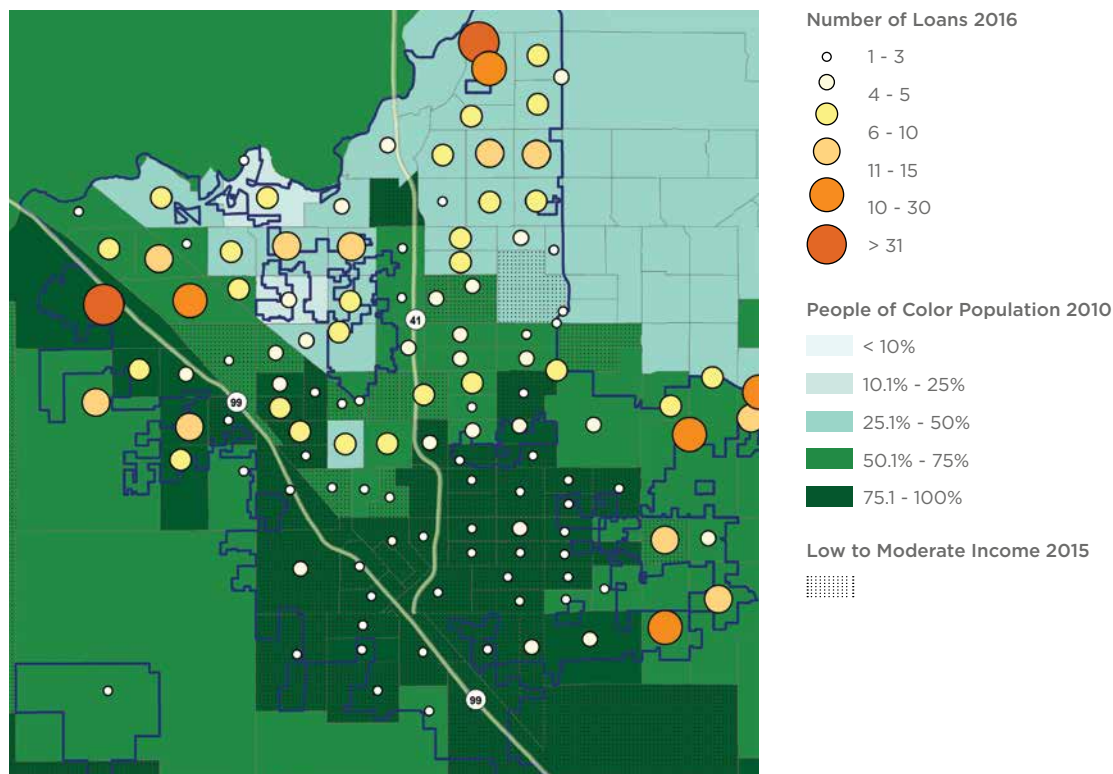 Number of Loans 2016
1 - 3
4 - 5
6 - 10
11 - 15
10 - 30
> 31
People of Color Population 2010
< 10%
10.1% - 25%
25.1% - 50%
50.1% - 75%
75.1 - 100%
Low to Moderate Income 2015
41
99
99